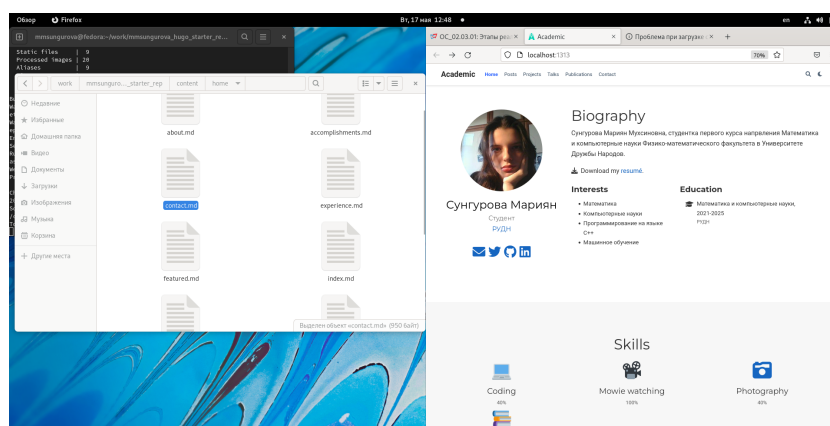 Обзор Firefox Вт, 17 мая 12:48 en
mmsungurova@fedora:~/work/mmsungurova_hugo_starter_re...
Static files | 9
Processed images | 20
Aliases | 9
work mmsunguro..._starter_rep content home
Недавние
Избранные
Домашняя папка
Видео
Документы
Загрузки
Изображения
Музыка
Корзина
Другие места
about.md accomplishments.md
contact.md experience.md
featured.md index.md
Выделен объект «contact.md» (950 байт)
ОС_02.03.01: Этапы реа Academic Проблема при загрузке
localhost:1313 70%
Academic Home Posts Projects Talks Publications Contact
Biography
Сунгурова Мариян Мухсиновна, студентка первого курса напрвления Математика
и компьютерные науки Физико-математического факультета в Университете
Дружбы Народов.
Download my resumé.
Interests
Математика
Компьютерные науки
Программирование на языке
C++
Машинное обучение
Education
Математика и компьютерные науки,
2021-2025
РУДН
Сунгурова Мариян
Студент
РУДН
Skills
Coding Mowie watching Photography
40% 100% 40%